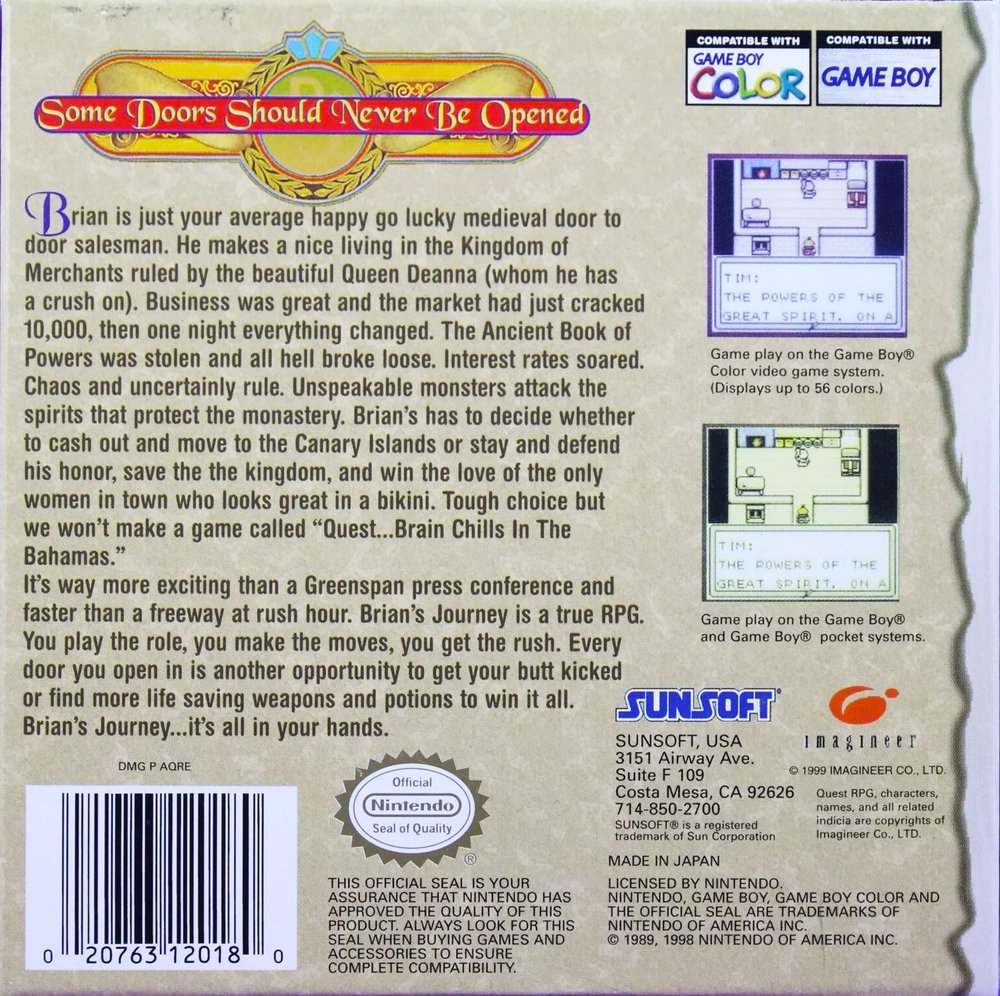 Some Doors Should Never Be Opened
COMPATIBLE WITH
GAME BOY
COLOR
COMPATIBLE WITH
GAME BOY
Brian is just your average happy go lucky medieval door to
door salesman. He makes a nice living in the Kingdom of
Merchants ruled by the beautiful Queen Deanna (whom he has
a crush on). Business was great and the market had just cracked
10,000, then one night everything changed. The Ancient Book of
Powers was stolen and all hell broke loose. Interest rates soared.
Chaos and uncertainly rule. Unspeakable monsters attack the
spirits that protect the monastery. Brian's has to decide whether
to cash out and move to the Canary Islands or stay and defend
his honor, save the the kingdom, and win the love of the only
women in town who looks great in a bikini. Tough choice but
we won't make a game called “Quest...Brain Chills In The
Bahamas.”
It's way more exciting than a Greenspan press conference and
faster than a freeway at rush hour. Brian's Journey is a true RPG.
You play the role, you make the moves, you get the rush. Every
door you open in is another opportunity to get your butt kicked
or find more life saving weapons and potions to win it all.
Brian's Journey...it's all in your hands.
TIM:
THE POWERS OF THE
GREAT SPIRIT. ON A
Game play on the Game Boy®
Color video game system.
(Displays up to 56 colors.)
TIM:
THE POWERS OF THE
GREAT SPIRIT. ON A
Game play on the Game Boy®
and Game Boy® pocket systems.
SUNSOFT®
SUNSOFT, USA
3151 Airway Ave.
Suite F 109
Costa Mesa, CA 92626
714-850-2700
SUNSOFT® is a registered
trademark of Sun Corporation
imagineer
© 1999 IMAGINEER CO., LTD.
Quest RPG, characters,
names, and all related
indicia are copyrights of
Imagineer Co., LTD.
MADE IN JAPAN
LICENSED BY NINTENDO.
NINTENDO, GAME BOY, GAME BOY COLOR AND
THE OFFICIAL SEAL ARE TRADEMARKS OF
NINTENDO OF AMERICA INC.
© 1989, 1998 NINTENDO OF AMERICA INC.
DMG P AQRE
0 20763 12018 0
Official
Nintendo
Seal of Quality
®
THIS OFFICIAL SEAL IS YOUR
ASSURANCE THAT NINTENDO HAS
APPROVED THE QUALITY OF THIS
PRODUCT. ALWAYS LOOK FOR THIS
SEAL WHEN BUYING GAMES AND
ACCESSORIES TO ENSURE
COMPLETE COMPATIBILITY.